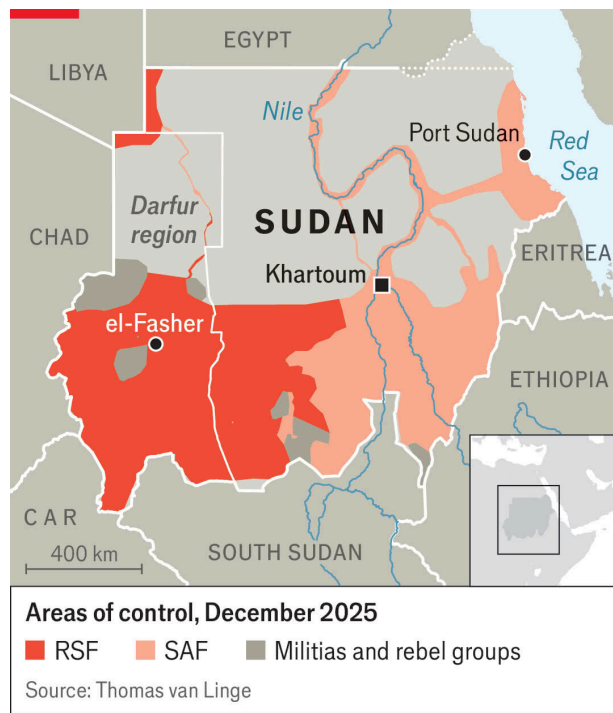 EGYPT
LIBYA
Nile
Port Sudan
Red
Sea
Darfur
region
SUDAN
CHAD
Khartoum
ERITREA
el-Fasher
ETHIOPIA
CAR
400 km
SOUTH SUDAN
Areas of control, December 2025
RSF SAF Militias and rebel groups
Source: Thomas van Linge